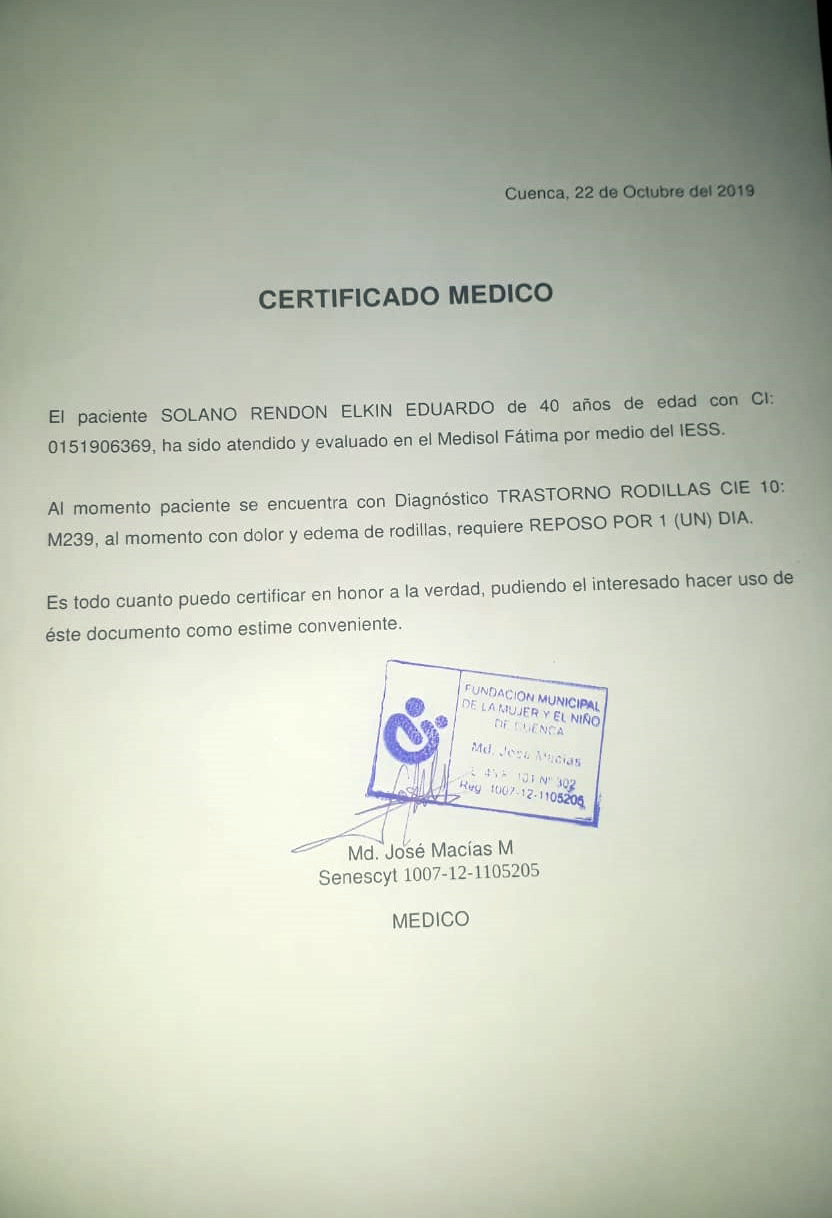 Cuenca, 22 de Octubre del 2019
CERTIFICADO MEDICO
El paciente SOLANO RENDON ELKIN EDUARDO de 40 años de edad con CI:
0151906369, ha sido atendido y evaluado en el Medisol Fátima por medio del IESS.
Al momento paciente se encuentra con Diagnóstico TRASTORNO RODILLAS CIE 10:
M239, al momento con dolor y edema de rodillas, requiere REPOSO POR 1 (UN) DIA.
Es todo cuanto puedo certificar en honor a la verdad, pudiendo el interesado hacer uso de
éste documento como estime conveniente.
FUNDACION MUNICIPAL
DE LA MUJER Y EL NIÑO
DE CUENCA
Md. José Macías
Nº 302
Reg 1007-12-1105205
Md. José Macías M
Senescyt 1007-12-1105205
MEDICO